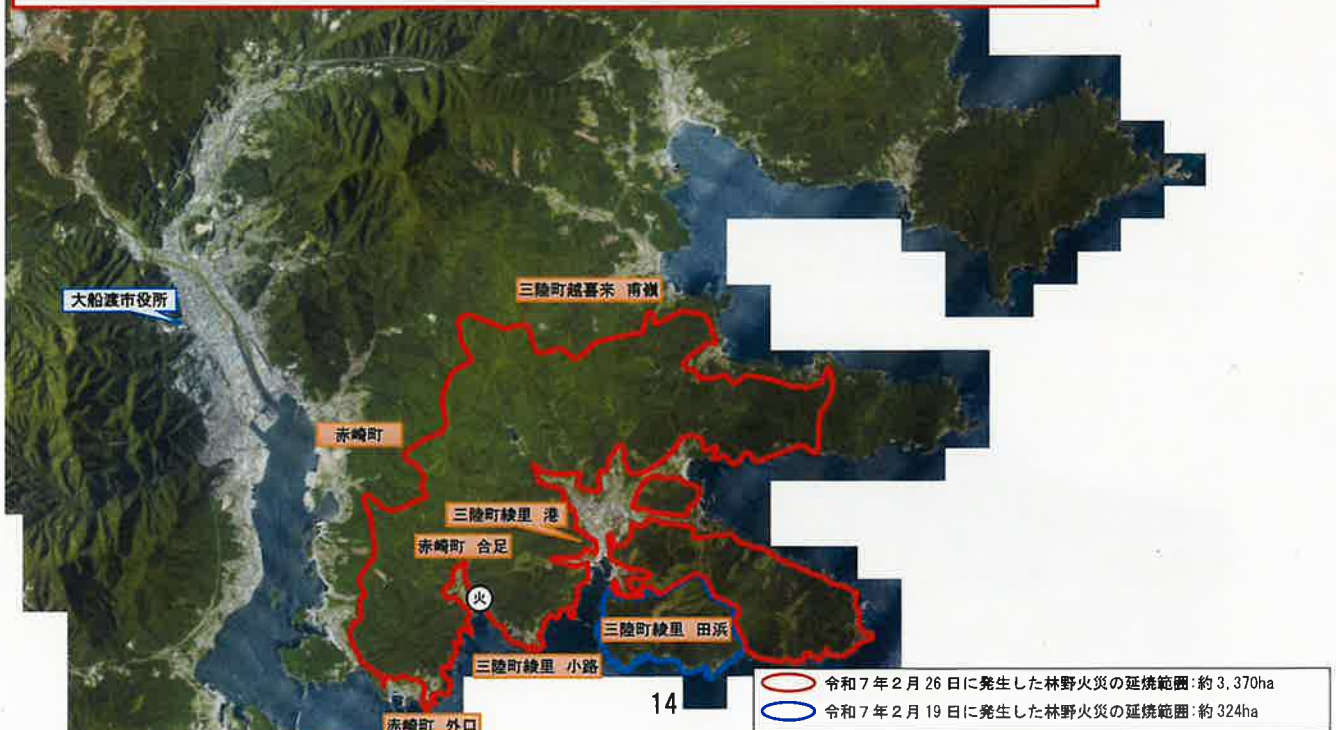 三陸町越喜来 甫嶺
大船渡市役所
赤崎町
三陸町綾里 港
赤崎町 合足
火
三陸町綾里 田浜
三陸町綾里 小路
赤崎町 外口
令和7年2月26日に発生した林野火災の延焼範囲:約3,370ha
令和7年2月19日に発生した林野火災の延焼範囲:約324ha
14